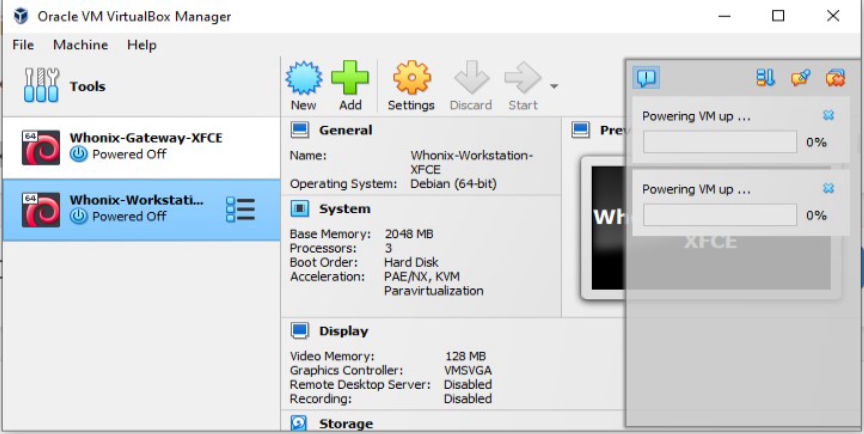 Oracle VM VirtualBox Manager
File Machine Help
Tools
New Add Settings Discard Start
64
Whonix-Gateway-XFCE
Powered Off
64
Whonix-Workstati...
Powered Off
General
Name: Whonix-Workstation-
XFCE
Operating System: Debian (64-bit)
System
Base Memory: 2048 MB
Processors: 3
Boot Order: Hard Disk
Acceleration: PAE/NX, KVM
Paravirtualization
Display
Video Memory: 128 MB
Graphics Controller: VMSVGA
Remote Desktop Server: Disabled
Recording: Disabled
Storage
Prev
Wh
XFCE
Powering VM up ...
0%
Powering VM up ...
0%